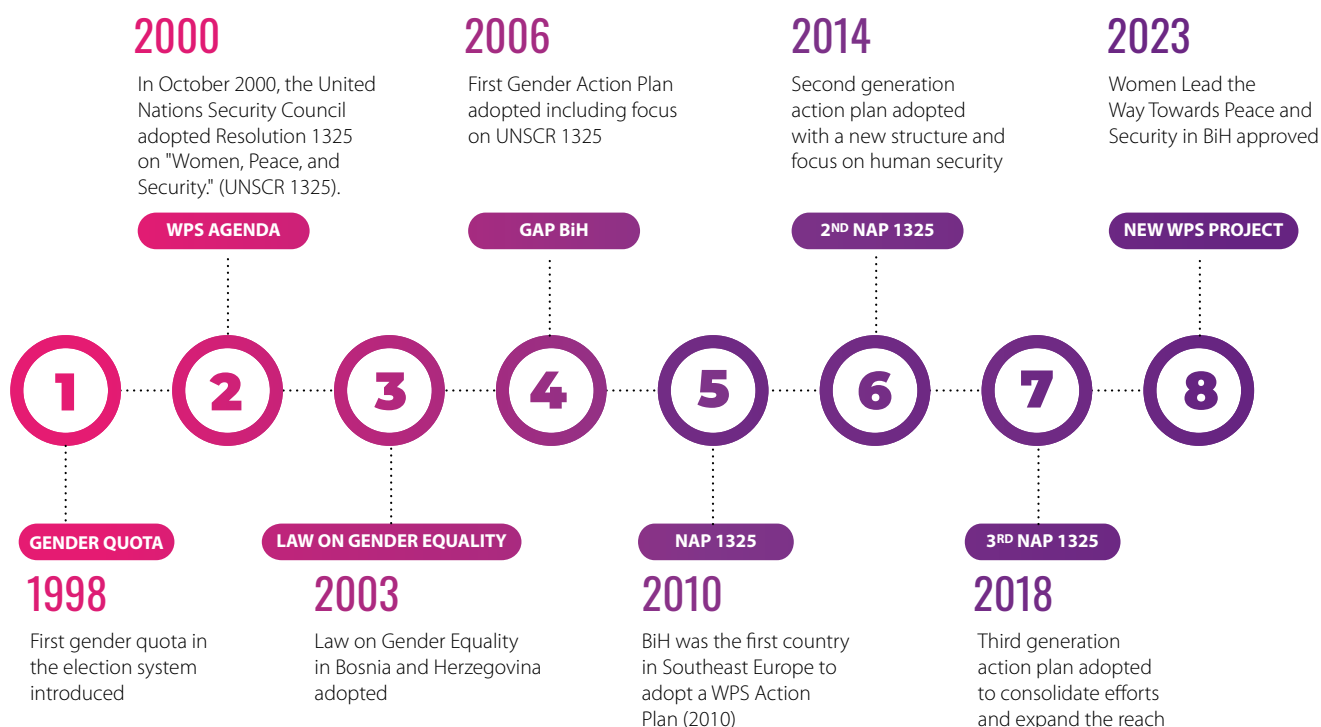 2000
In October 2000, the United
Nations Security Council
adopted Resolution 1325
on "Women, Peace, and
Security." (UNSCR 1325).
WPS AGENDA
2006
First Gender Action Plan
adopted including focus
on UNSCR 1325
GAP BiH
2014
Second generation
action plan adopted
with a new structure and
focus on human security
2ND NAP 1325
2023
Women Lead the
Way Towards Peace and
Security in BiH approved
NEW WPS PROJECT
1
2
3
4
5
6
7
8
GENDER QUOTA
1998
First gender quota in
the election system
introduced
LAW ON GENDER EQUALITY
2003
Law on Gender Equality
in Bosnia and Herzegovina
adopted
NAP 1325
2010
BiH was the first country
in Southeast Europe to
adopt a WPS Action
Plan (2010)
3RD NAP 1325
2018
Third generation
action plan adopted
to consolidate efforts
and expand the reach